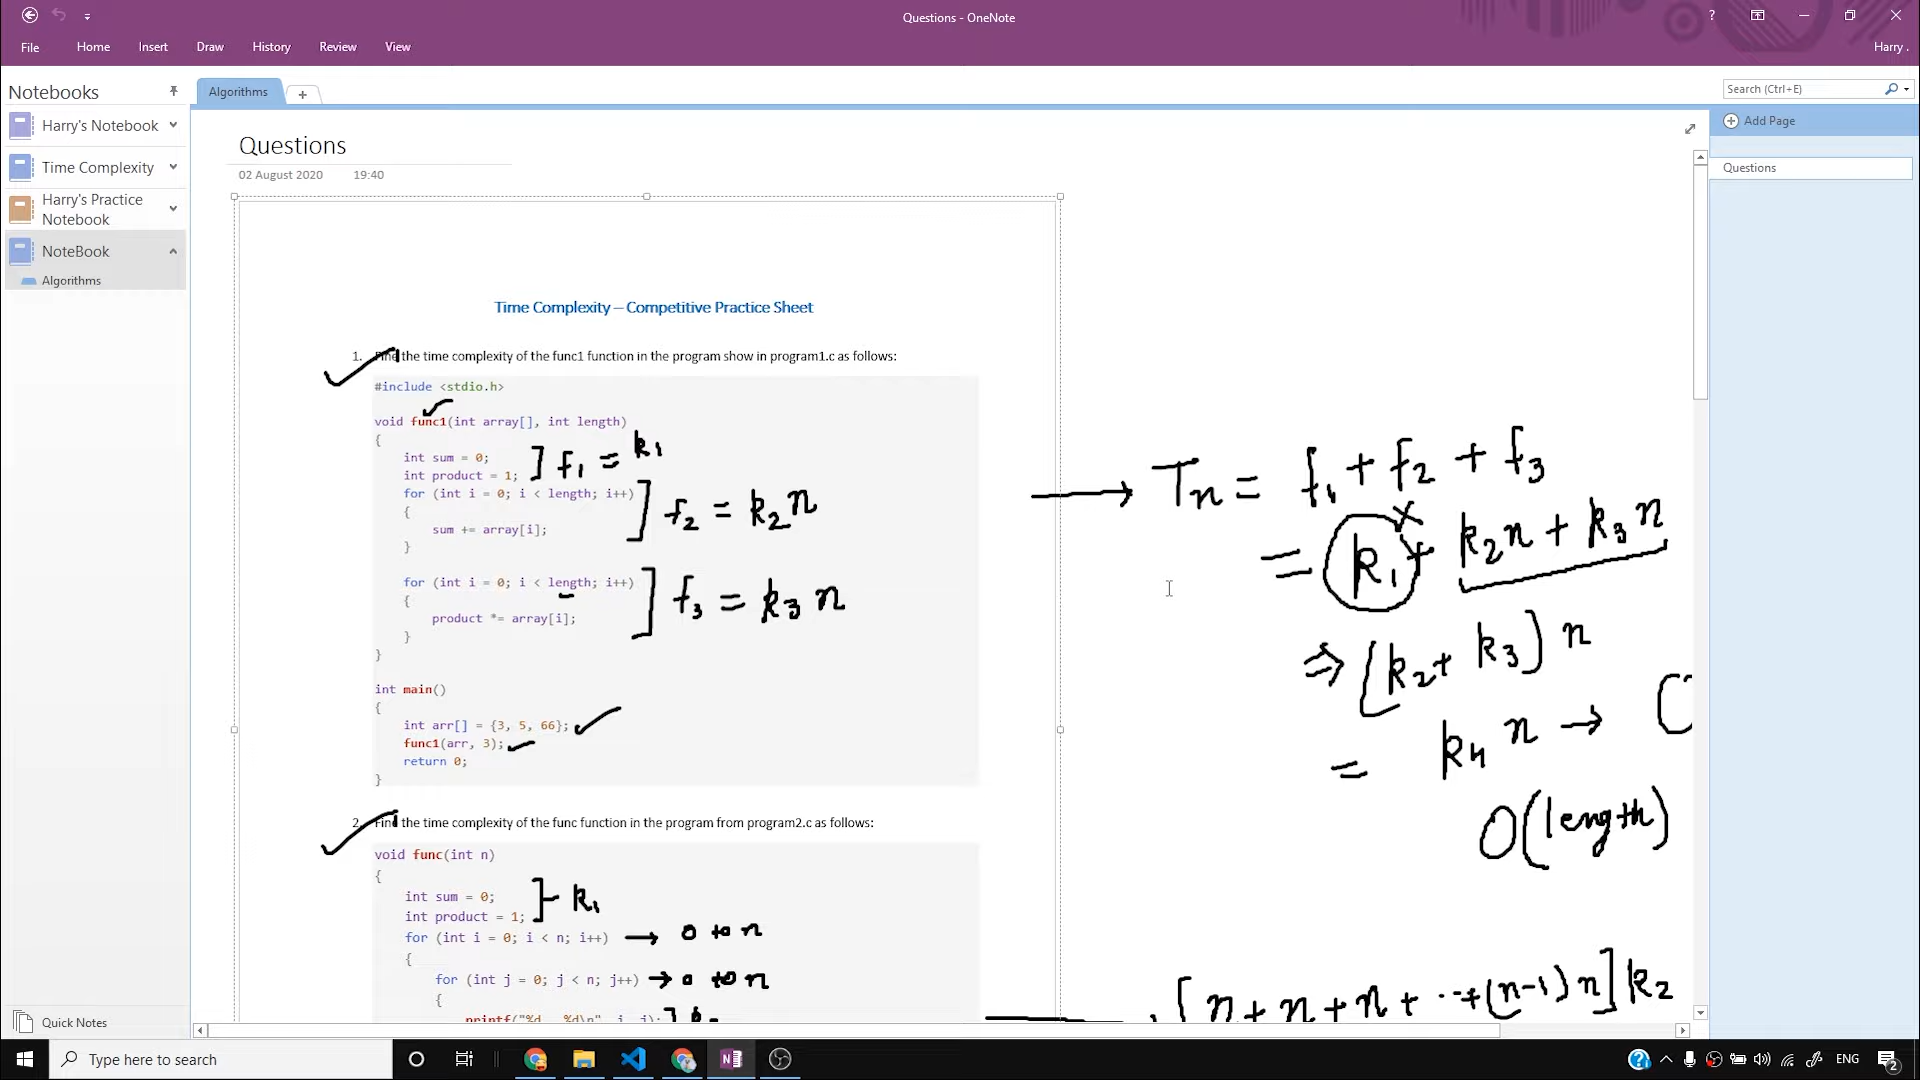 Questions - OneNote
?
File Home Insert Draw History Review View
Harry .
Notebooks
Harry's Notebook
Time Complexity
Harry's Practice
Notebook
NoteBook
Algorithms
Quick Notes
Algorithms
+
Search (Ctrl+E)
Add Page
Questions
Questions
02 August 2020 19:40
Time Complexity – Competitive Practice Sheet
1. Find the time complexity of the func1 function in the program show in program1.c as follows:
#include <stdio.h>
void func1(int array[], int length)
{
int sum = 0;
int product = 1; ] f1 = k1
for (int i = 0; i < length; i++)
{ ] f2 = k2n
sum += array[i];
}
for (int i = 0; i < length; i++)
{ ] f3 = k3 n
product *= array[i];
}
}
int main()
{
int arr[] = {3, 5, 66};
func1(arr, 3);
return 0;
}
→ Tn = f1 + f2 + f3
= k1 + k2n + k3n
⇒ [k2+ k3) n
= k4 n →
O(length)
2. Find the time complexity of the func function in the program from program2.c as follows:
void func(int n)
{
int sum = 0;
int product = 1; ]- k1
for (int i = 0; i < n; i++) → 0 to n
{
for (int j = 0; j < n; j++) → 0 to n
{
printf("%d , %d\n", i, j); ]
[n + n + n + ··+(n-1) n] k2
Type here to search
ENG
2